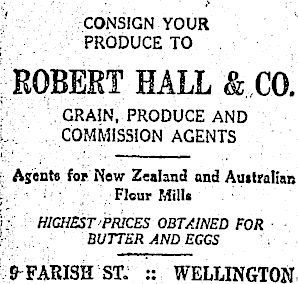 CONSIGN YOUR
PRODUCE TO
ROBERT HALL & CO.
GRAIN, PRODUCE AND
COMMISSION AGENTS
Agents for New Zealand and Australian
Flour Mills
HIGHEST PRICES OBTAINED FOR
BUTTER AND EGGS
9 FARISH ST. :: WELLINGTON